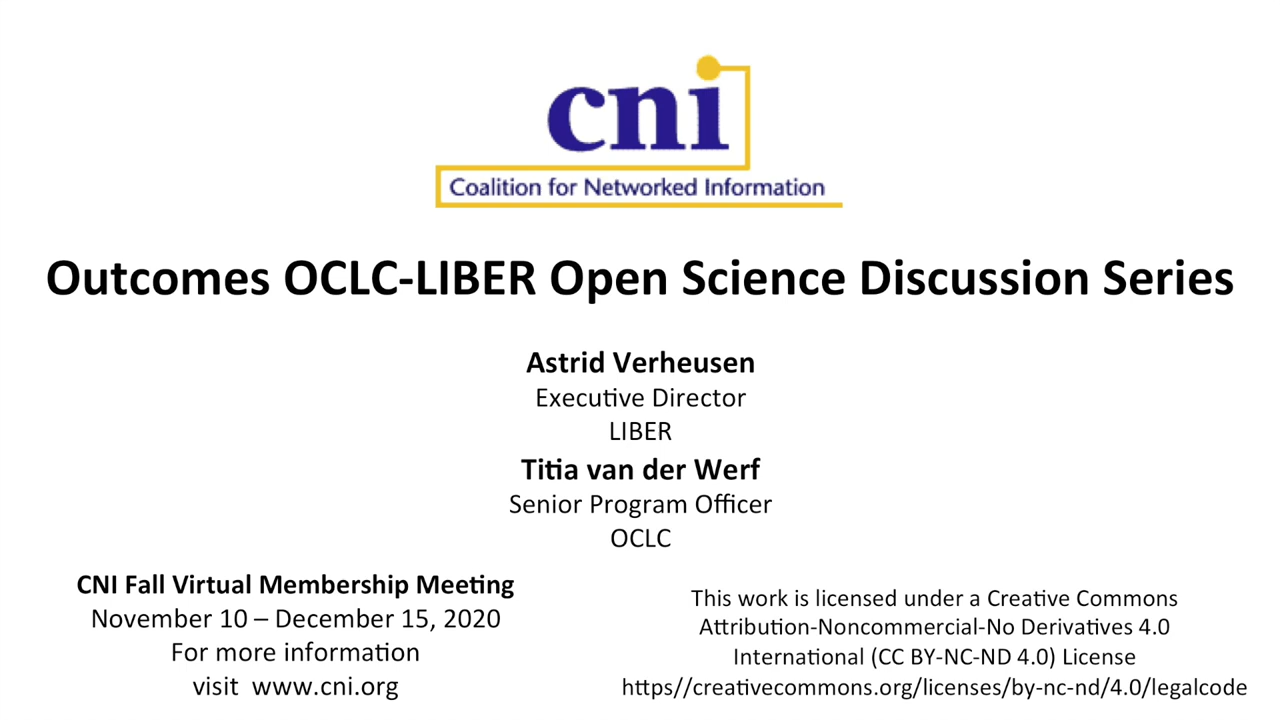 cni
Coalition for Networked Information
Outcomes OCLC-LIBER Open Science Discussion Series
Astrid Verheusen
Executive Director
LIBER
Titia van der Werf
Senior Program Officer
OCLC
CNI Fall Virtual Membership Meeting
November 10 – December 15, 2020
For more information
visit www.cni.org
This work is licensed under a Creative Commons
Attribution-Noncommercial-No Derivatives 4.0
International (CC BY-NC-ND 4.0) License
https//creativecommons.org/licenses/by-nc-nd/4.0/legalcode